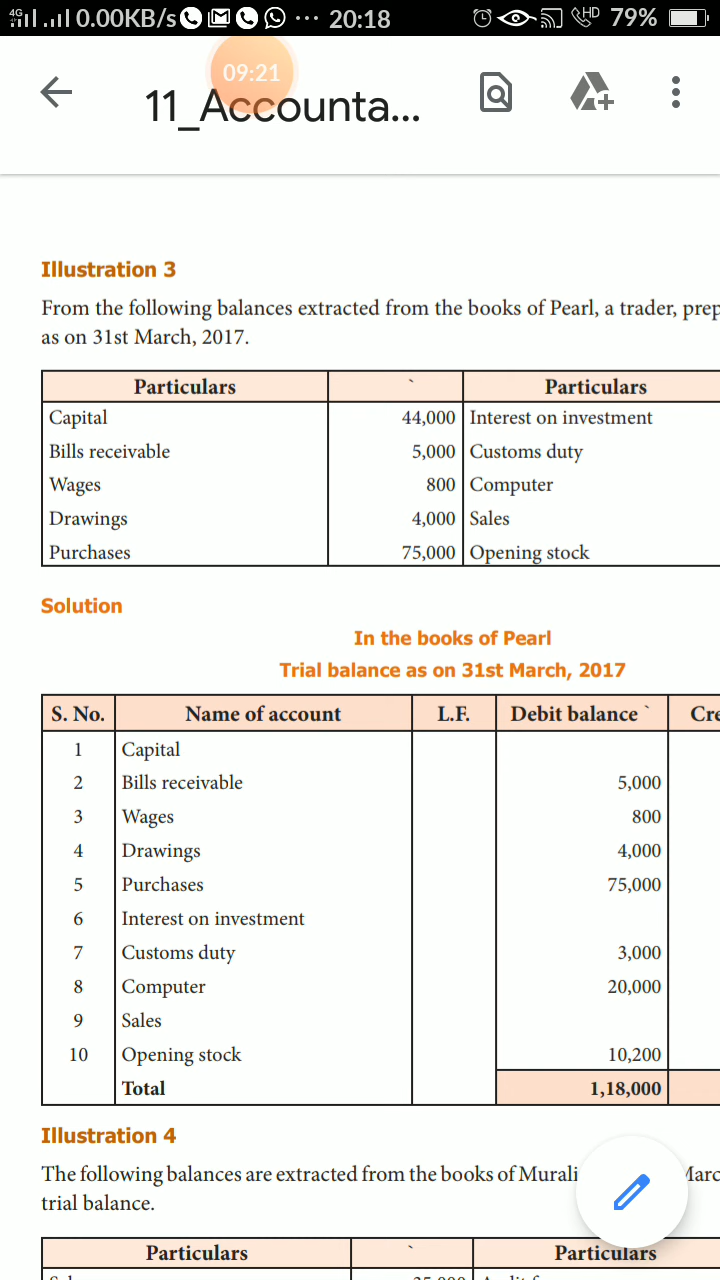 4G 0.00KB/s ... 20:18 HD 79%
09:21
11_Accounta...
Illustration 3
From the following balances extracted from the books of Pearl, a trader, prep
as on 31st March, 2017.
Particulars ` Particulars
Capital 44,000 Interest on investment
Bills receivable 5,000 Customs duty
Wages 800 Computer
Drawings 4,000 Sales
Purchases 75,000 Opening stock
Solution
In the books of Pearl
Trial balance as on 31st March, 2017
S. No. Name of account L.F. Debit balance ` Cre
1 Capital
2 Bills receivable 5,000
3 Wages 800
4 Drawings 4,000
5 Purchases 75,000
6 Interest on investment
7 Customs duty 3,000
8 Computer 20,000
9 Sales
10 Opening stock 10,200
Total 1,18,000
Illustration 4
The following balances are extracted from the books of Murali Marc
trial balance.
Particulars ` Particulars